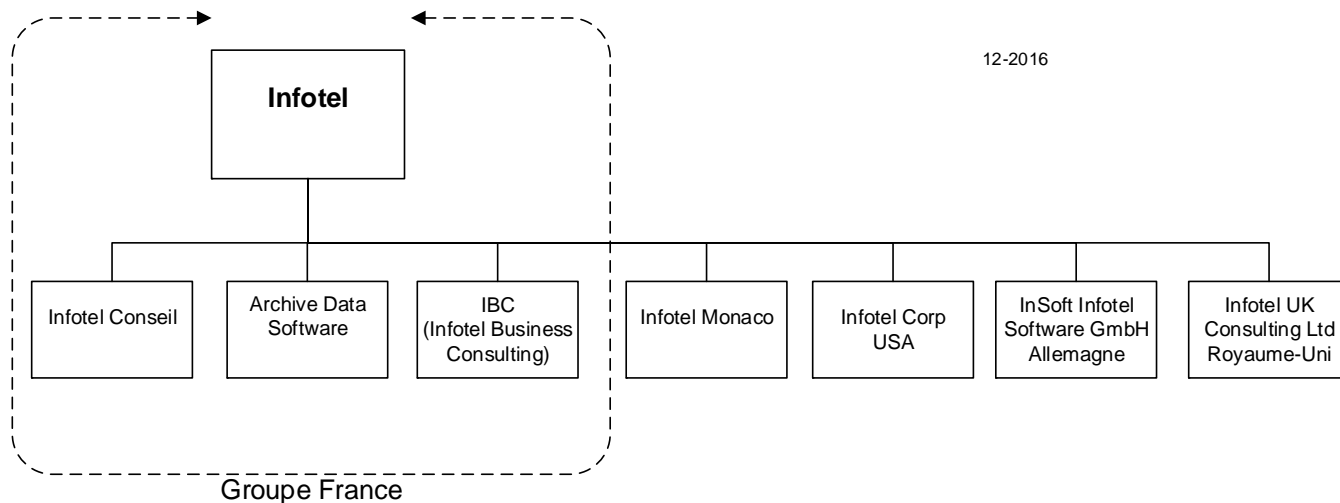 12-2016
Infotel
Infotel Conseil
Archive Data
Software
IBC
(Infotel Business
Consulting)
Infotel Monaco
Infotel Corp
USA
InSoft Infotel
Software GmbH
Allemagne
Infotel UK
Consulting Ltd
Royaume-Uni
Groupe France